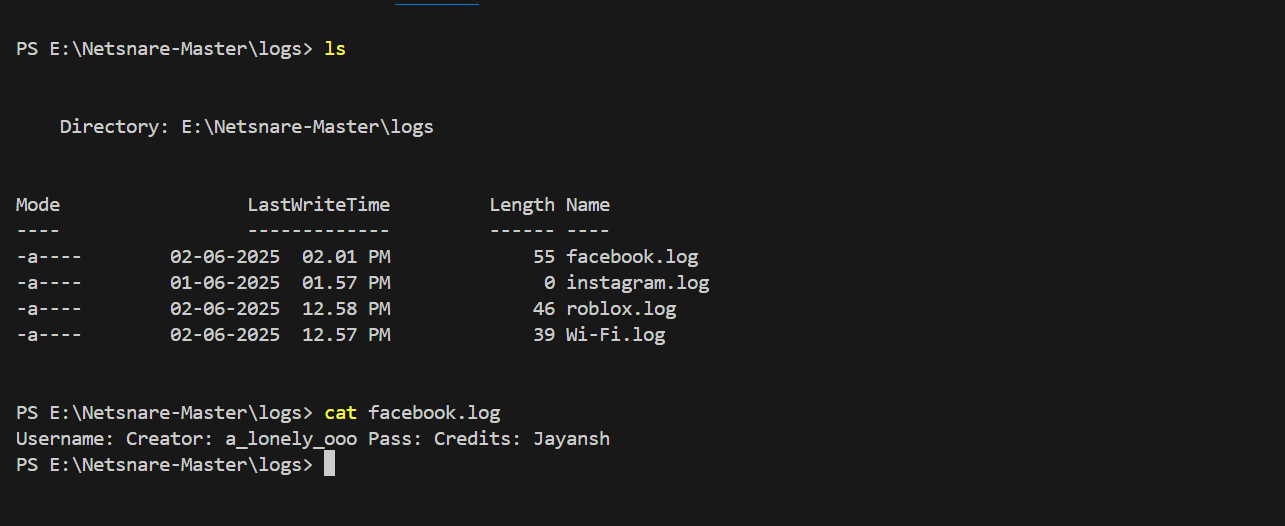 PS E:\Netsnare-Master\logs> ls
Directory: E:\Netsnare-Master\logs
Mode                 LastWriteTime         Length Name
----                 -------------         ------ ----
-a----        02-06-2025  02.01 PM             55 facebook.log
-a----        01-06-2025  01.57 PM              0 instagram.log
-a----        02-06-2025  12.58 PM             46 roblox.log
-a----        02-06-2025  12.57 PM             39 Wi-Fi.log
PS E:\Netsnare-Master\logs> cat facebook.log
Username: Creator: a_lonely_ooo Pass: Credits: Jayansh
PS E:\Netsnare-Master\logs>